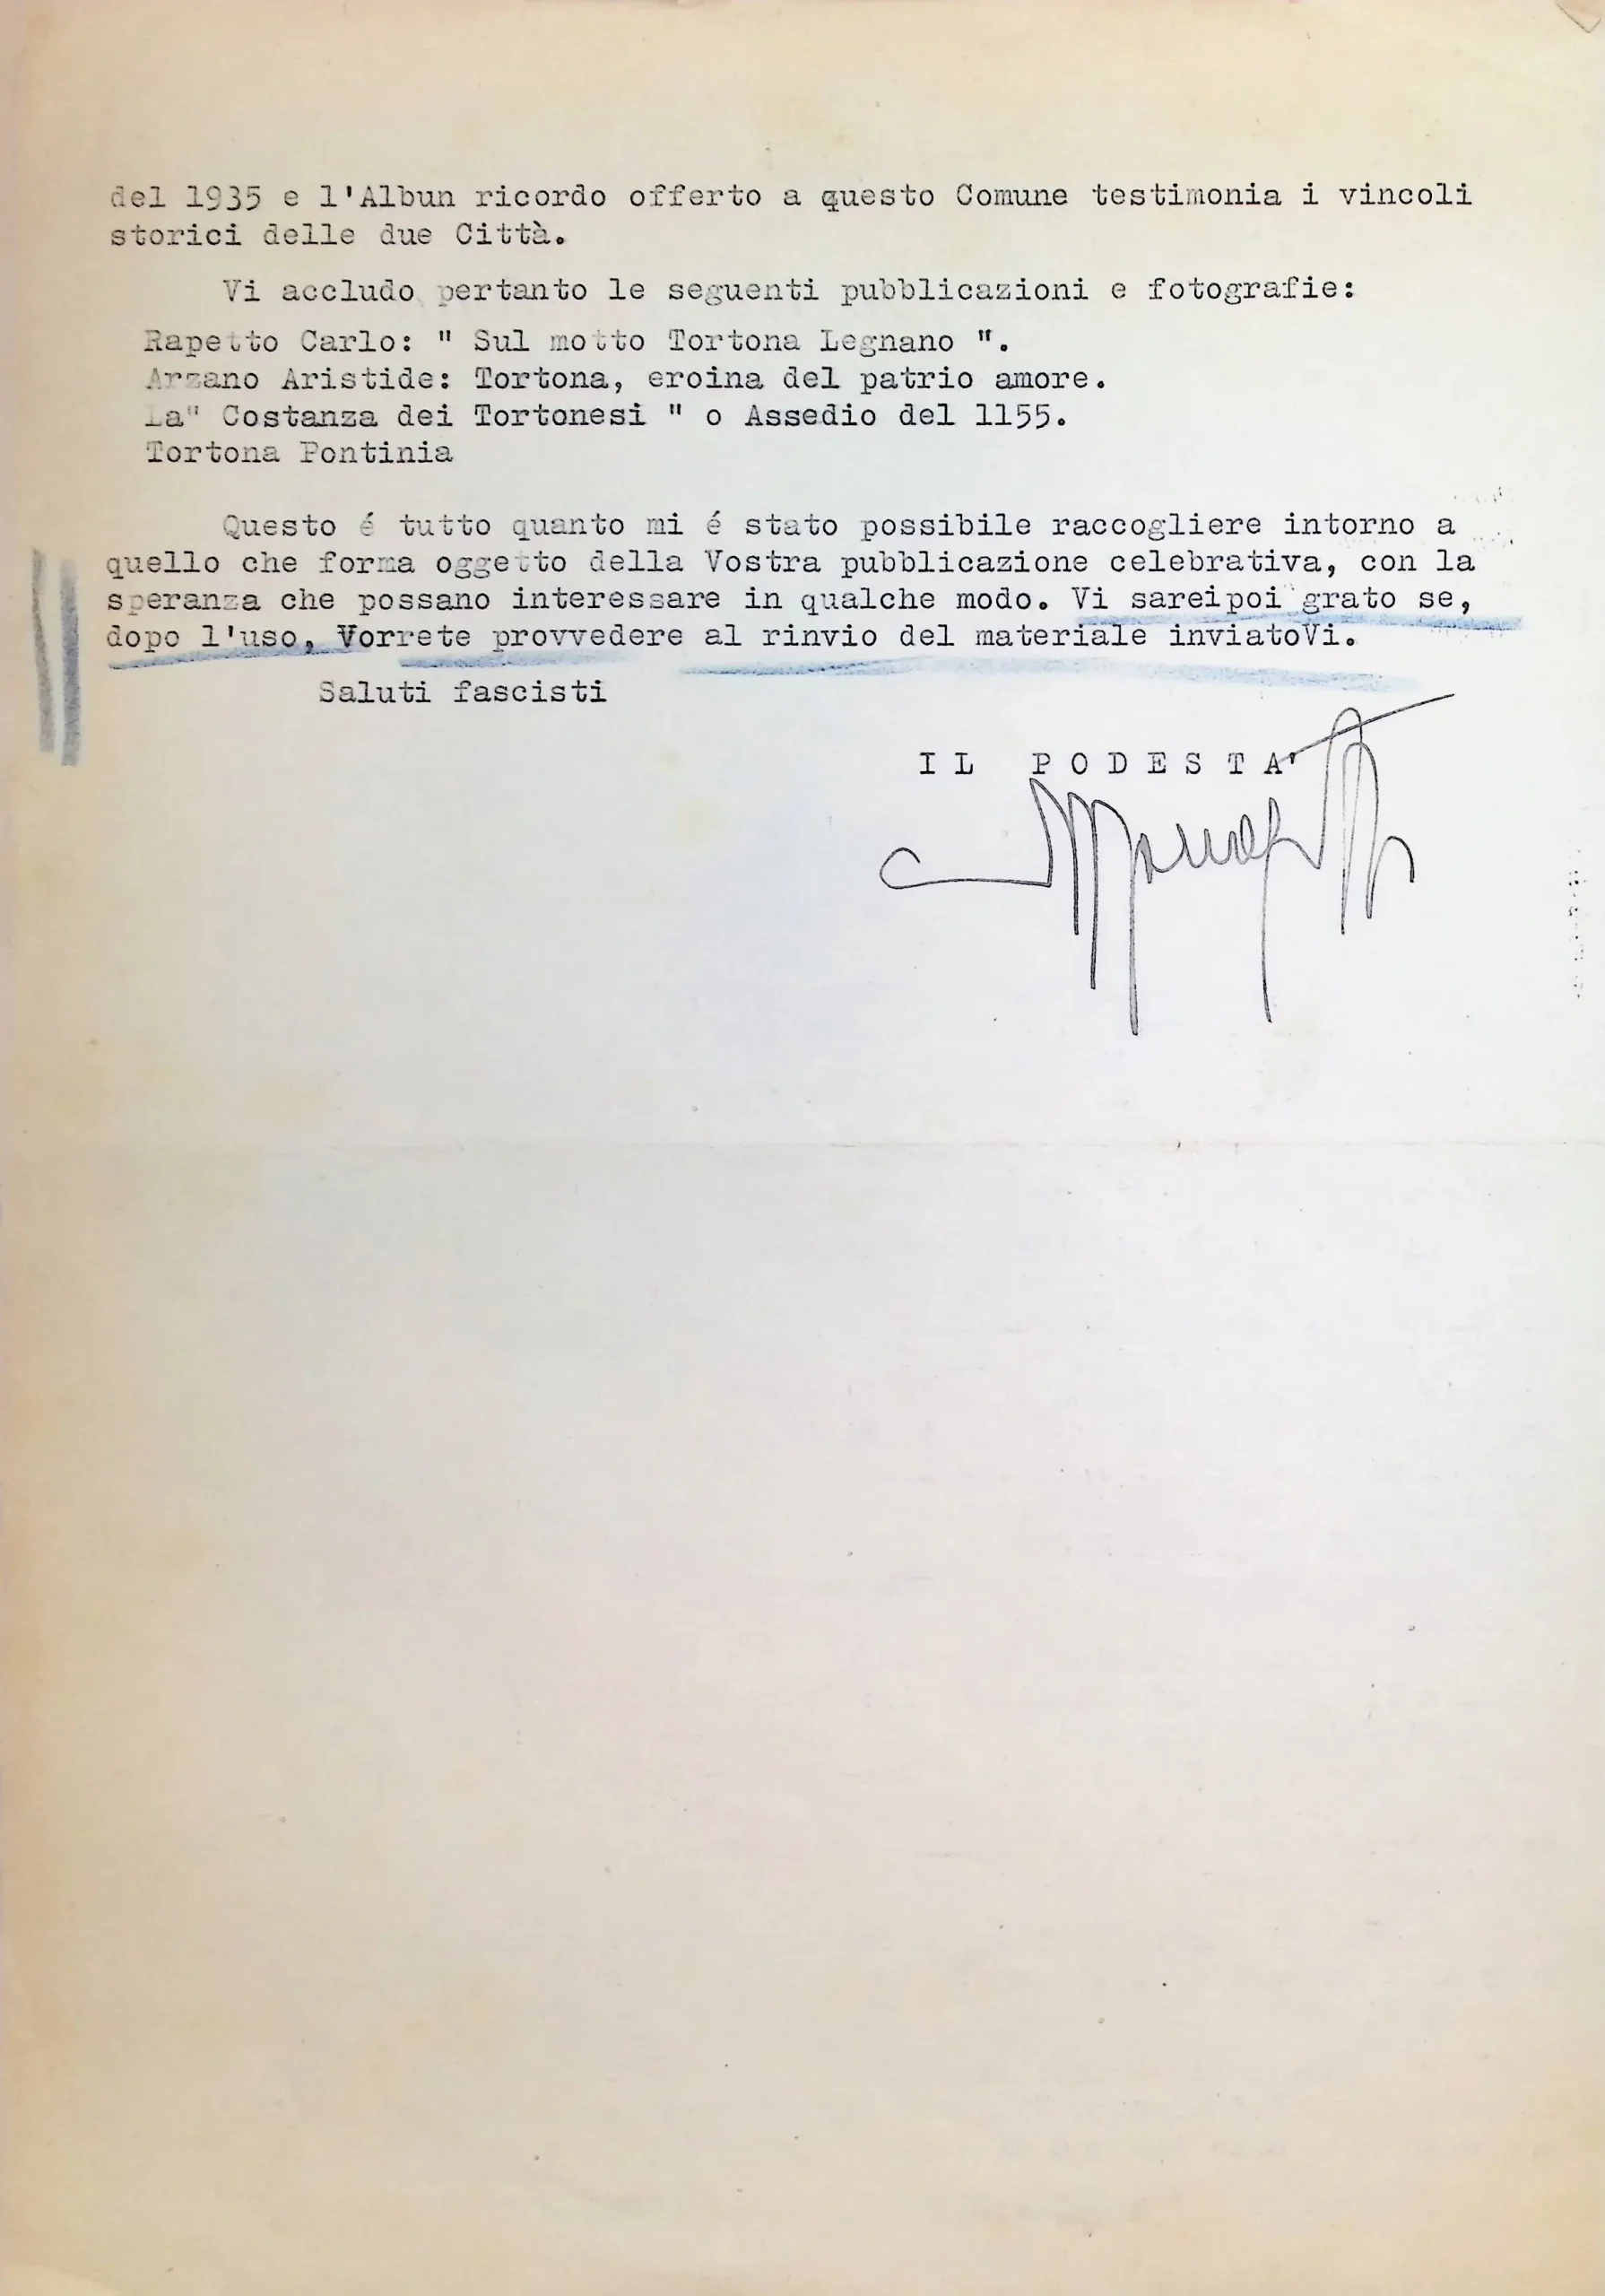 del 1935 e l'Albun ricordo offerto a questo Comune testimonia i vincoli
storici delle due Città.
Vi accludo pertanto le seguenti pubblicazioni e fotografie:
Rapetto Carlo: " Sul motto Tortona Legnano ".
Arzano Aristide: Tortona, eroina del patrio amore.
La" Costanza dei Tortonesi " o Assedio del 1155.
Tortona Pontinia
Questo é tutto quanto mi é stato possibile raccogliere intorno a
quello che forma oggetto della Vostra pubblicazione celebrativa, con la
speranza che possano interessare in qualche modo. Vi sareipoi grato se,
dopo l'uso, Vorrete provvedere al rinvio del materiale inviatoVi.
Saluti fascisti
IL PODESTA'